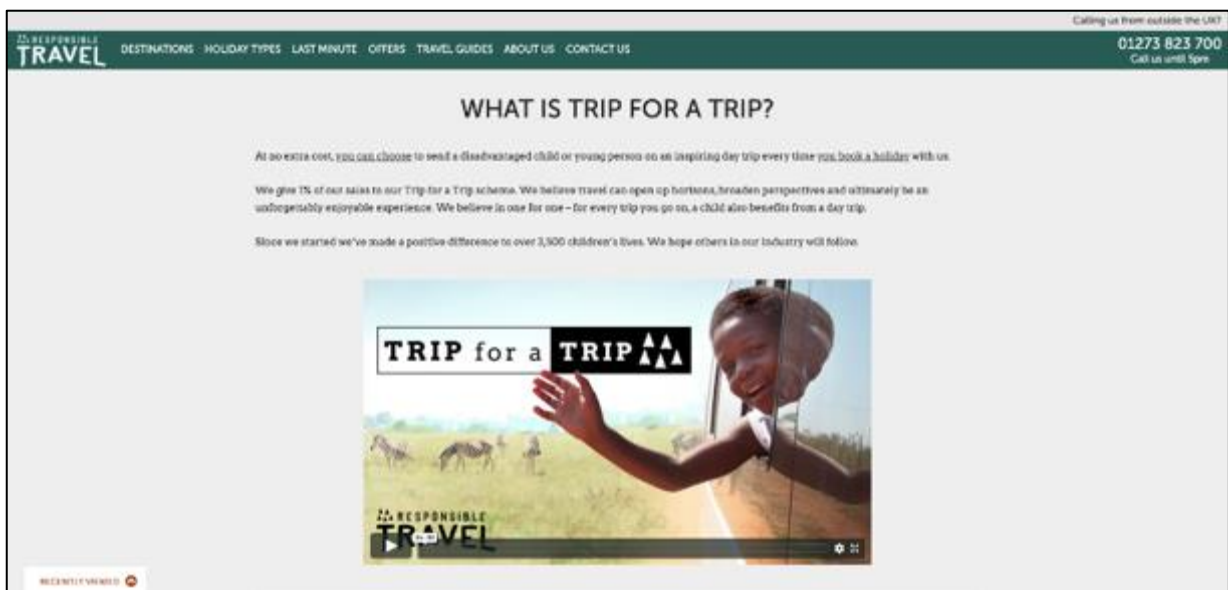 Calling us from outside the UK?
RESPONSIBLE
TRAVEL
DESTINATIONS HOLIDAY TYPES LAST MINUTE OFFERS TRAVEL GUIDES ABOUT US CONTACT US
01273 823 700
Call us until 5pm
WHAT IS TRIP FOR A TRIP?
At no extra cost, you can choose to send a disadvantaged child or young person on an inspiring day trip every time you book a holiday with us.
We give 1% of our sales to our Trip for a Trip scheme. We believe travel can open up horizons, broaden perspectives and ultimately be an
unforgettably enjoyable experience. We believe in one for one – for every trip you go on, a child also benefits from a day trip.
Since we started we've made a positive difference to over 3,500 children's lives. We hope others in our industry will follow.
TRIP for a TRIP
RESPONSIBLE
TRAVEL
RECENTLY VIEWED